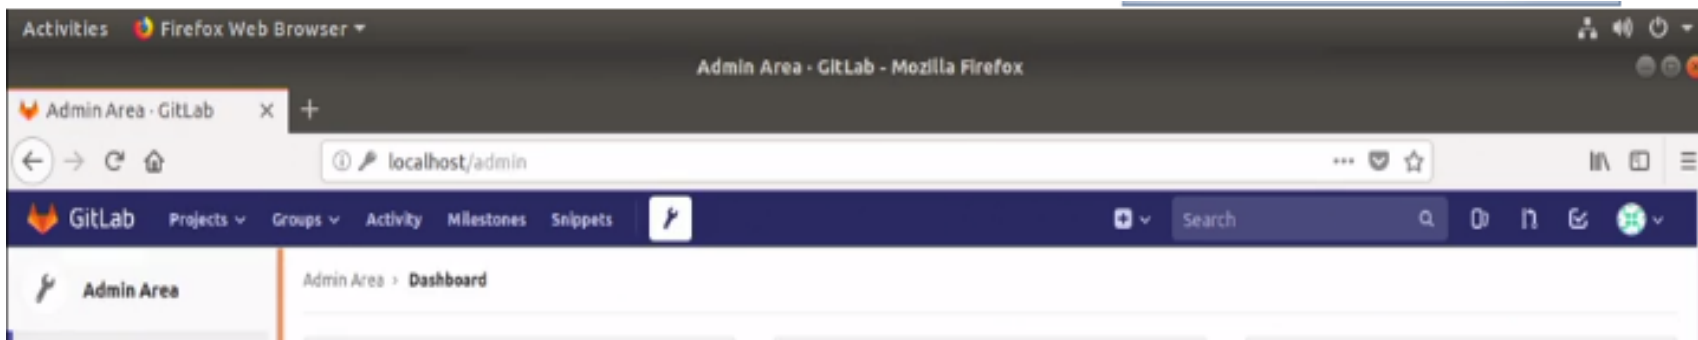 Activities Firefox Web Browser
Admin Area · GitLab - Mozilla Firefox
Admin Area · GitLab
localhost/admin
GitLab Projects Groups Activity Milestones Snippets Search
Admin Area
Admin Area › Dashboard